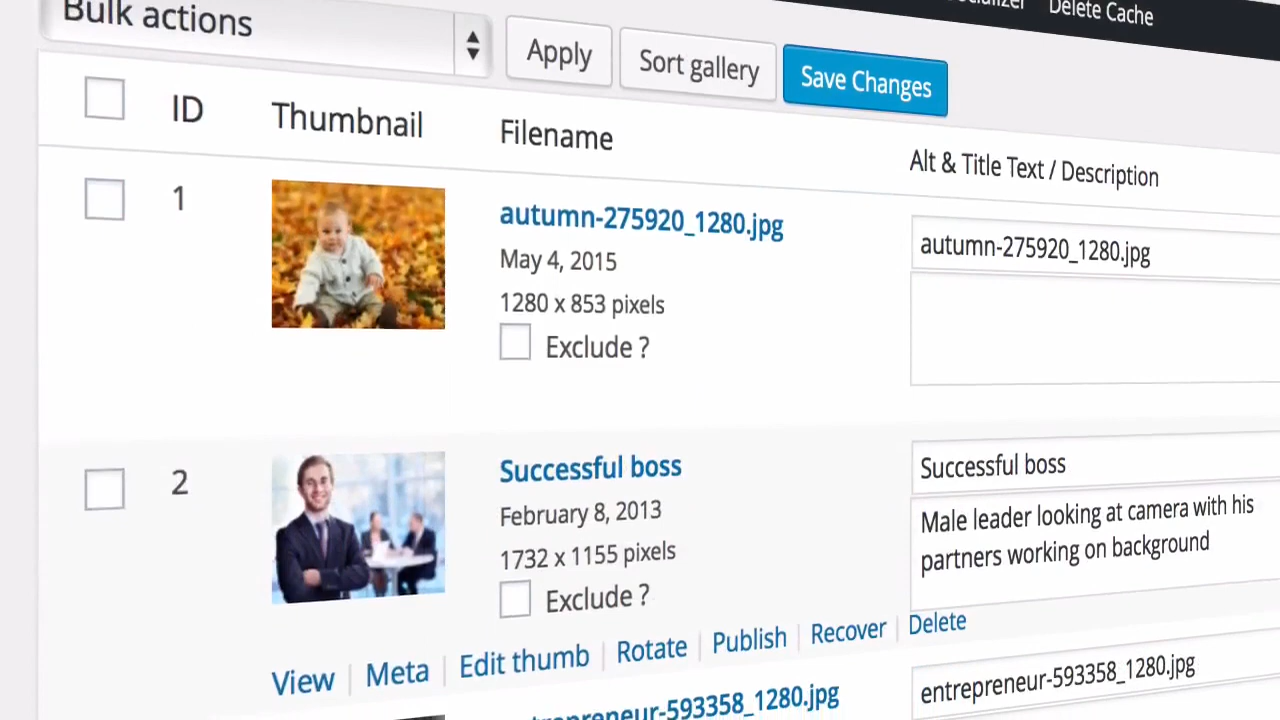 Delete Cache
Bulk actions
Apply
Sort gallery
Save Changes
ID
Thumbnail
Filename
Alt & Title Text / Description
1
autumn-275920_1280.jpg
May 4, 2015
1280 x 853 pixels
Exclude ?
autumn-275920_1280.jpg
2
Successful boss
February 8, 2013
1732 x 1155 pixels
Exclude ?
Successful boss
Male leader looking at camera with his
partners working on background
View | Meta | Edit thumb | Rotate | Publish | Recover | Delete
entrepreneur-593358_1280.jpg
entrepreneur-593358_1280.jpg